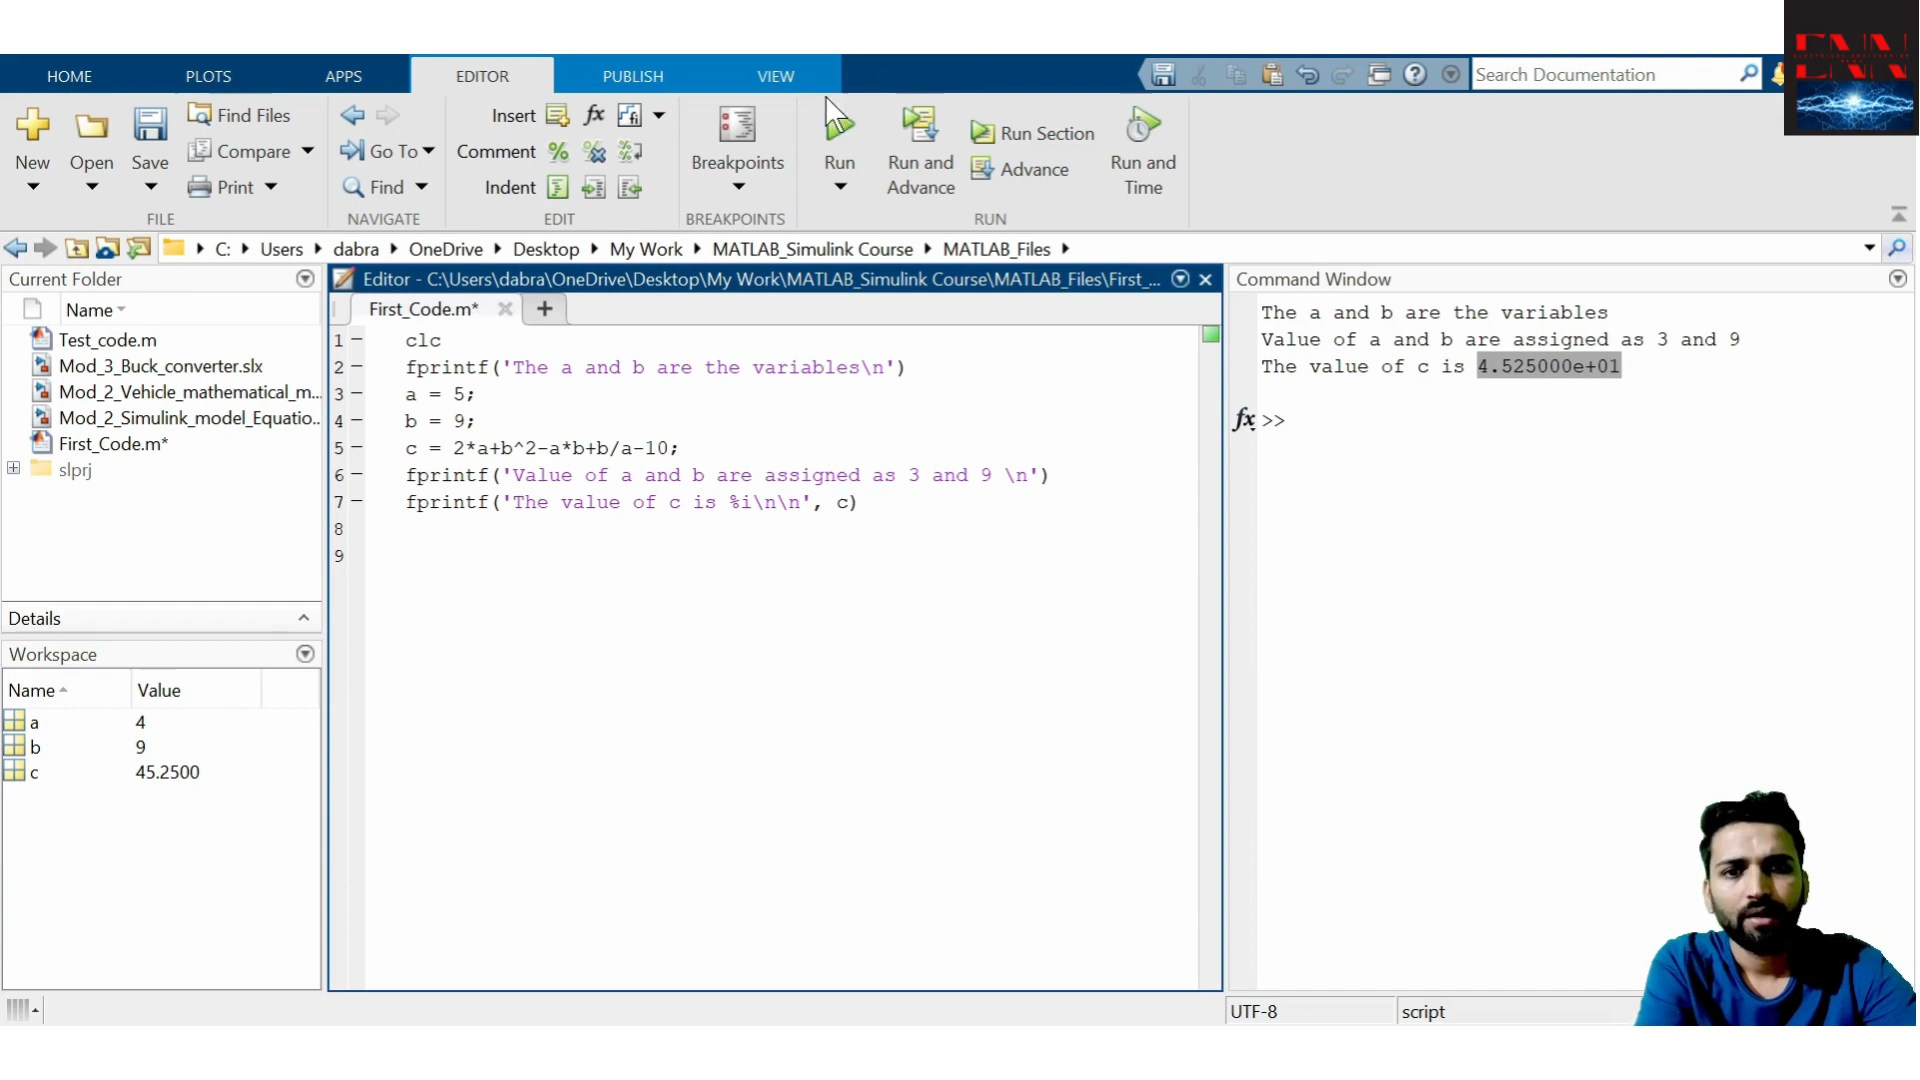 HOME PLOTS APPS EDITOR PUBLISH VIEW Search Documentation
ENN
New Open Save Find Files Compare Print
FILE
Go To Find
NAVIGATE
Insert fx
Comment
Indent
EDIT
Breakpoints
BREAKPOINTS
Run Run and Advance Run Section Advance Run and Time
RUN
C: Users dabra OneDrive Desktop My Work MATLAB_Simulink Course MATLAB_Files
Current Folder
Name
Test_code.m
Mod_3_Buck_converter.slx
Mod_2_Vehicle_mathematical_m...
Mod_2_Simulink_model_Equatio...
First_Code.m*
slprj
Details
Workspace
Name Value
a 4
b 9
c 45.2500
Editor - C:\Users\dabra\OneDrive\Desktop\My Work\MATLAB_Simulink Course\MATLAB_Files\First_...
First_Code.m*
1 clc
2 fprintf('The a and b are the variables\n')
3 a = 5;
4 b = 9;
5 c = 2*a+b^2-a*b+b/a-10;
6 fprintf('Value of a and b are assigned as 3 and 9 \n')
7 fprintf('The value of c is %i\n\n', c)
8
9
Command Window
The a and b are the variables
Value of a and b are assigned as 3 and 9
The value of c is 4.525000e+01
fx >>
UTF-8 script